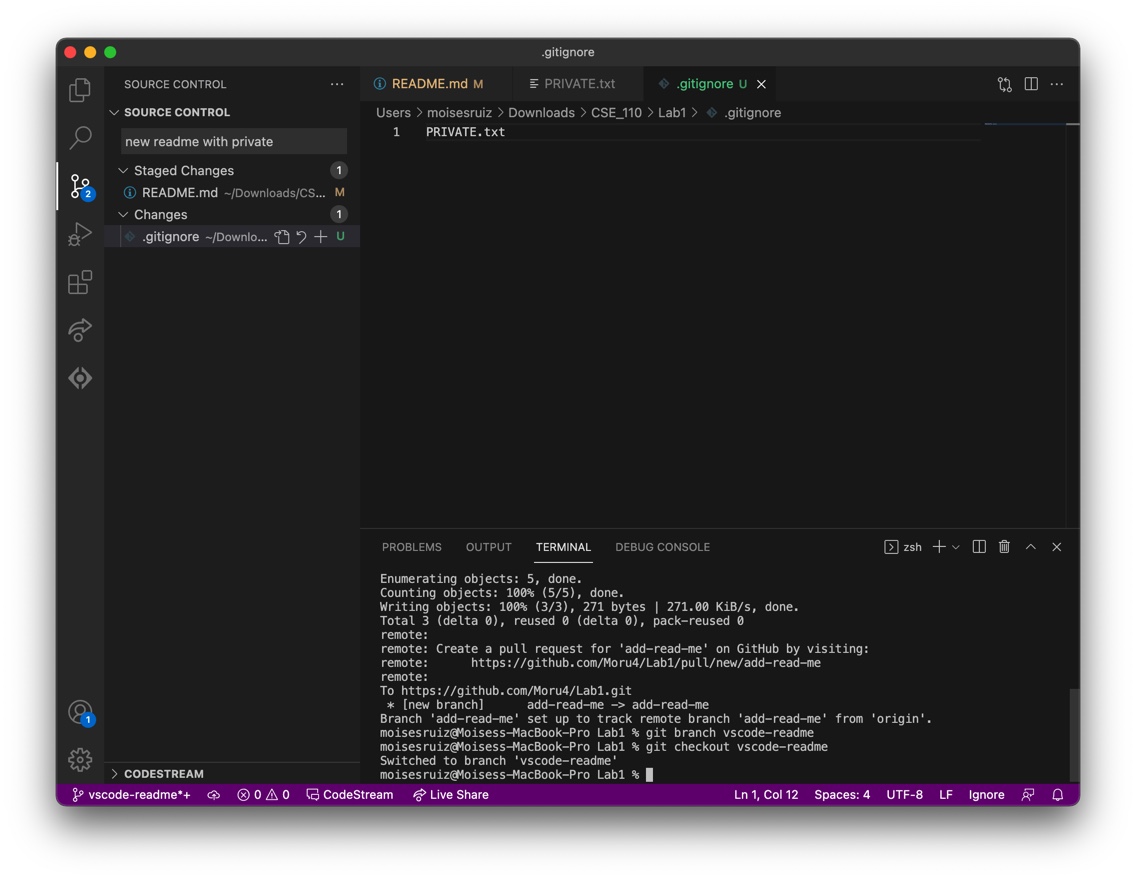 .gitignore
SOURCE CONTROL
README.md M
PRIVATE.txt
.gitignore U
SOURCE CONTROL
Users > moisesruiz > Downloads > CSE_110 > Lab1 > .gitignore
new readme with private
1 PRIVATE.txt
Staged Changes 1
README.md ~/Downloads/CS... M
Changes 1
.gitignore ~/Downlo... U
2
PROBLEMS OUTPUT TERMINAL DEBUG CONSOLE zsh
Enumerating objects: 5, done.
Counting objects: 100% (5/5), done.
Writing objects: 100% (3/3), 271 bytes | 271.00 KiB/s, done.
Total 3 (delta 0), reused 0 (delta 0), pack-reused 0
remote:
remote: Create a pull request for 'add-read-me' on GitHub by visiting:
remote:      https://github.com/Moru4/Lab1/pull/new/add-read-me
remote:
To https://github.com/Moru4/Lab1.git
* [new branch]      add-read-me -> add-read-me
Branch 'add-read-me' set up to track remote branch 'add-read-me' from 'origin'.
moisesruiz@Moisess-MacBook-Pro Lab1 % git branch vscode-readme
moisesruiz@Moisess-MacBook-Pro Lab1 % git checkout vscode-readme
Switched to branch 'vscode-readme'
moisesruiz@Moisess-MacBook-Pro Lab1 %
1
CODESTREAM
vscode-readme*+ 0 0 CodeStream Live Share Ln 1, Col 12 Spaces: 4 UTF-8 LF Ignore